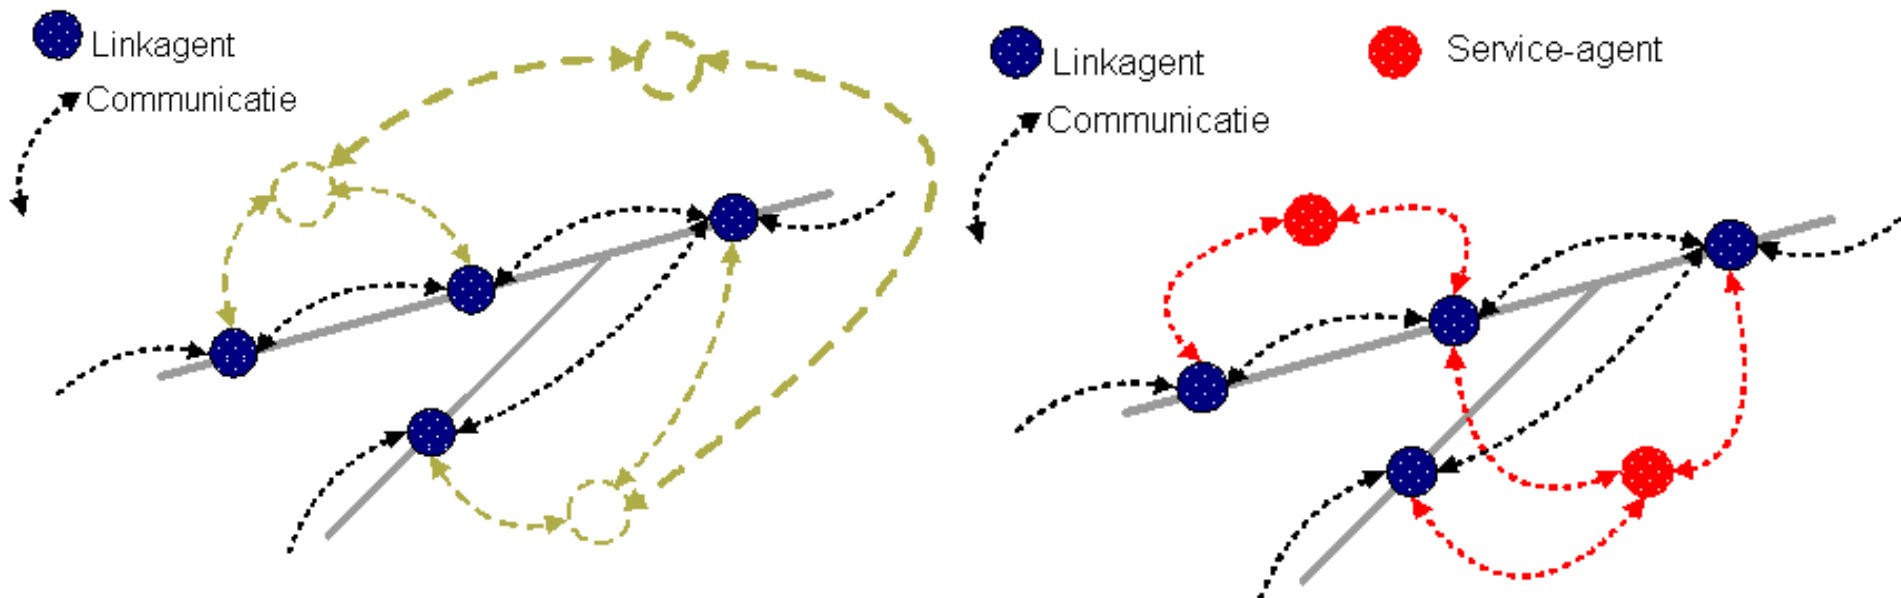 Linkagent
Communicatie
Linkagent
Service-agent
Communicatie